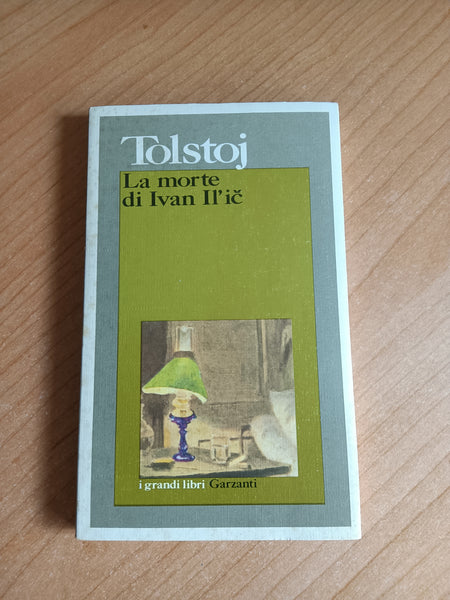 Tolstoj
La morte
di Ivan Il'ič
i grandi libri Garzanti